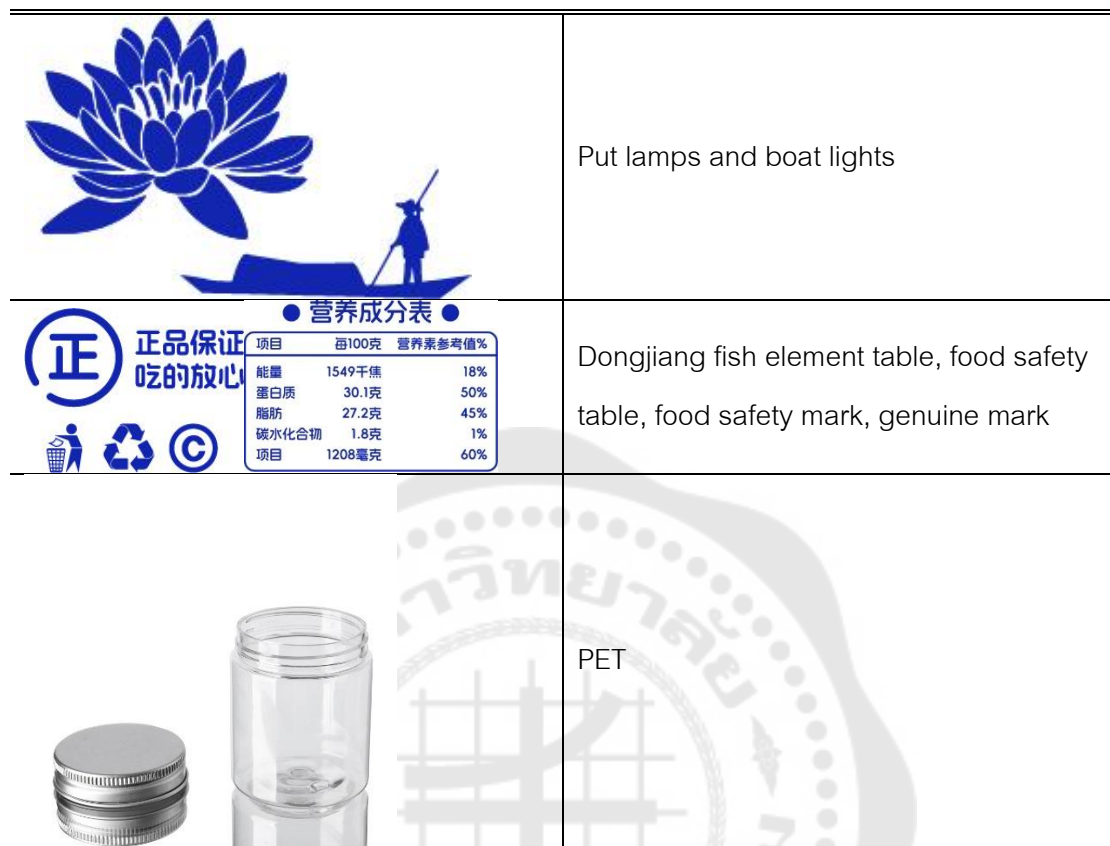 Put lamps and boat lights
正 正品保证
吃的放心
● 营养成分表 ●
项目 每100克 营养素参考值%
能量 1549千焦 18%
蛋白质 30.1克 50%
脂肪 27.2克 45%
碳水化合物 1.8克 1%
项目 1208毫克 60%
©
Dongjiang fish element table, food safety
table, food safety mark, genuine mark
PET